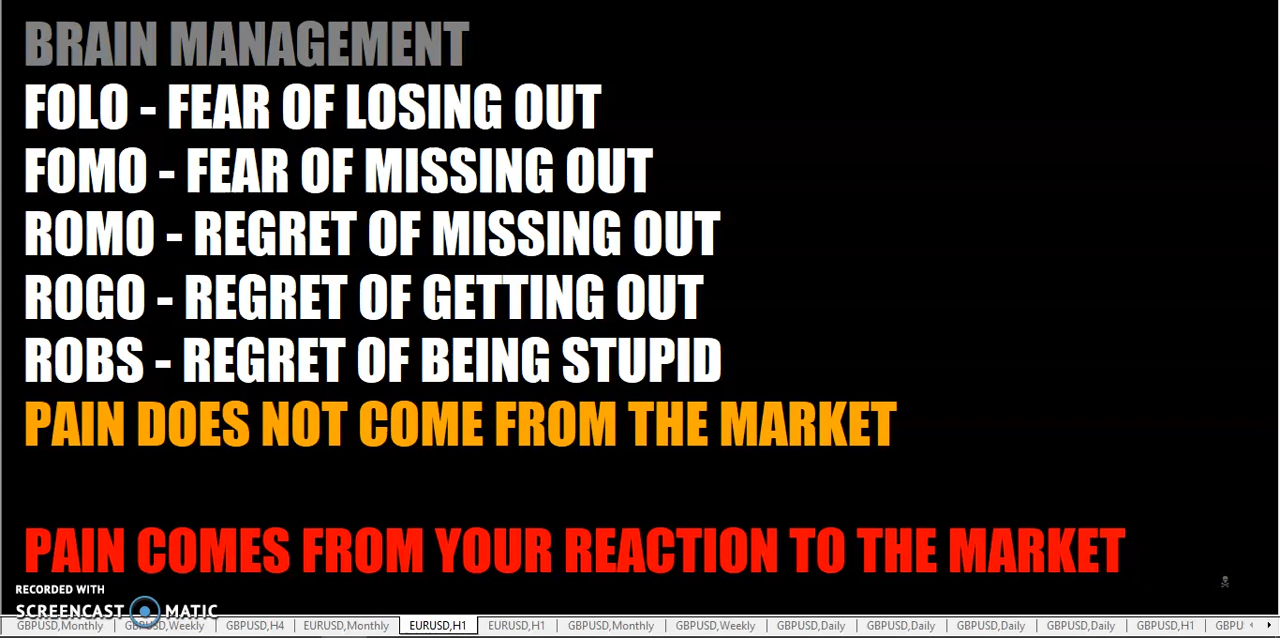 BRAIN MANAGEMENT
FOLO - FEAR OF LOSING OUT
FOMO - FEAR OF MISSING OUT
ROMO - REGRET OF MISSING OUT
ROGO - REGRET OF GETTING OUT
ROBS - REGRET OF BEING STUPID
PAIN DOES NOT COME FROM THE MARKET
PAIN COMES FROM YOUR REACTION TO THE MARKET
RECORDED WITH
SCREENCAST MATIC
GBPUSD,Monthly GBPUSD,Weekly GBPUSD,H4 EURUSD,Monthly EURUSD,H1 EURUSD,H1 GBPUSD,Monthly GBPUSD,Weekly GBPUSD,Daily GBPUSD,Daily GBPUSD,Daily GBPUSD,Daily GBPUSD,H1 GBPU